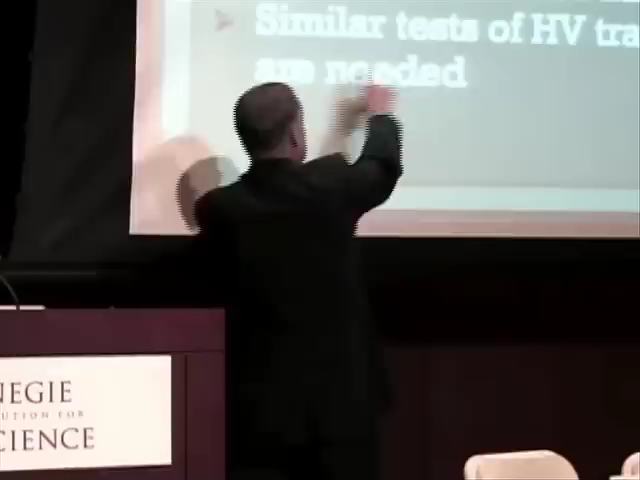 Similar tests of HV tra
are needed
NEGIE
UTION FOR
CIENCE